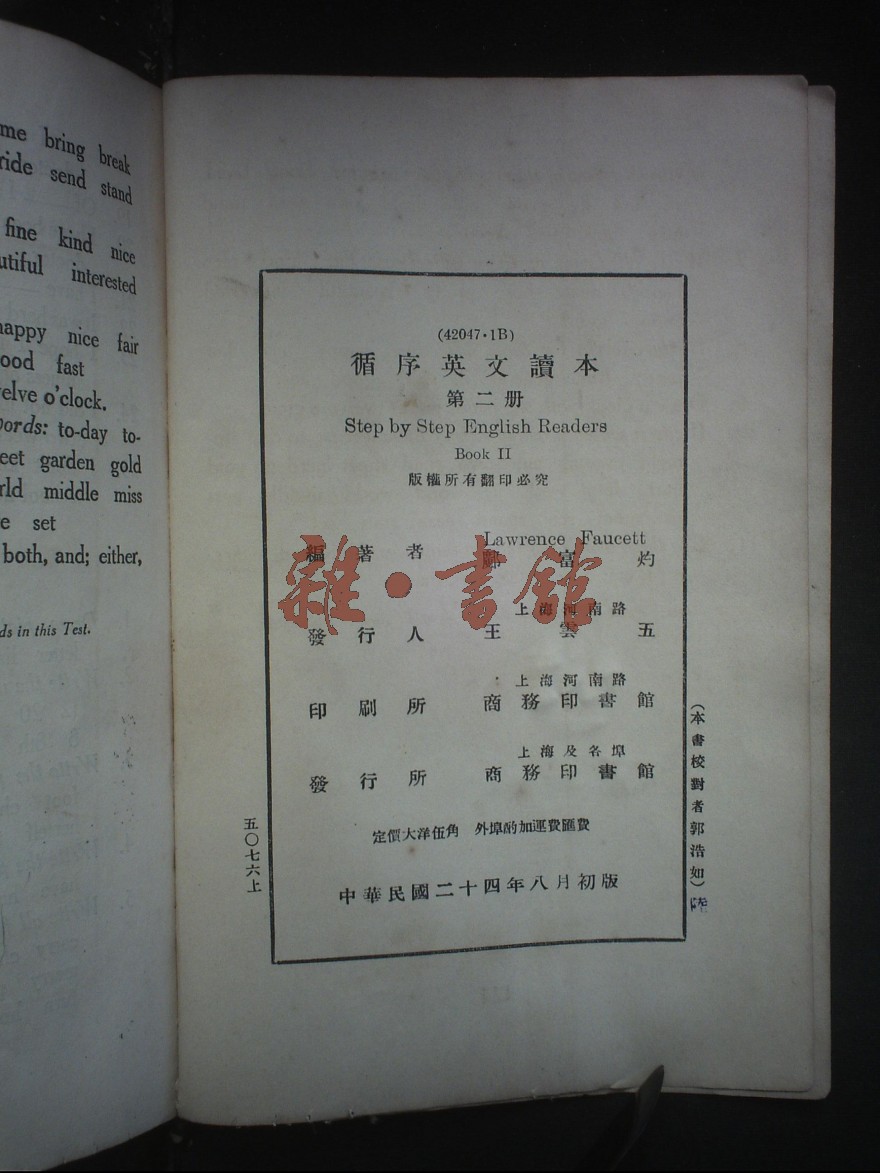 me bring break
ride send stand
fine kind nice
utiful interested
happy nice fair
ood fast
velve o'clock.
ords: to-day to-
eet garden gold
rld middle miss
e set
both, and; either,
ds in this Test.
(42047·1B)
循序英文讀本
第二册
Step by Step English Readers
Book II
版權所有翻印必究
編著者 Lawrence Faucett
鄺富灼
上海河南路
發行人 王雲五
上海河南路
印刷所 商務印書館
上海及各埠
發行所 商務印書館
定價大洋伍角 外埠酌加運費匯費
中華民國二十四年八月初版
五〇七六上
(本書校對者郭浩如)
雜·書館